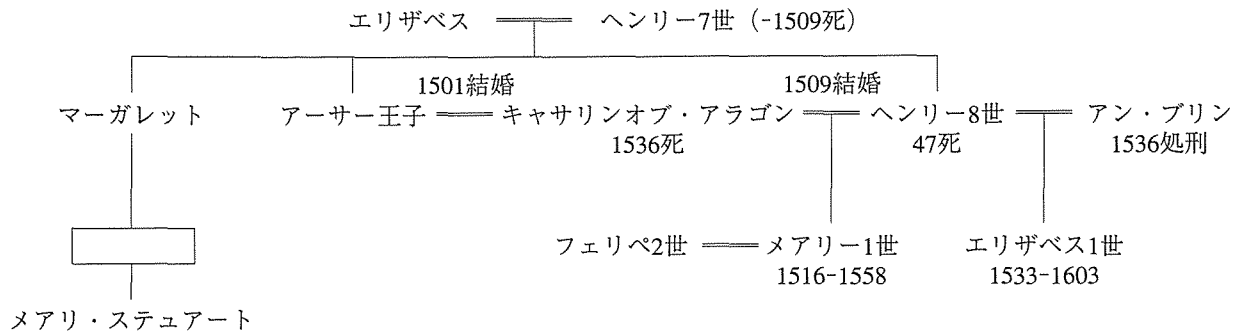 エリザベス ヘンリー7世（-1509死）
1501結婚 1509結婚
マーガレット アーサー王子 キャサリンオブ・アラゴン ヘンリー8世 アン・ブリン
1536死 47死 1536処刑
フェリペ2世 メアリー1世 エリザベス1世
1516-1558 1533-1603
メアリ・ステュアート